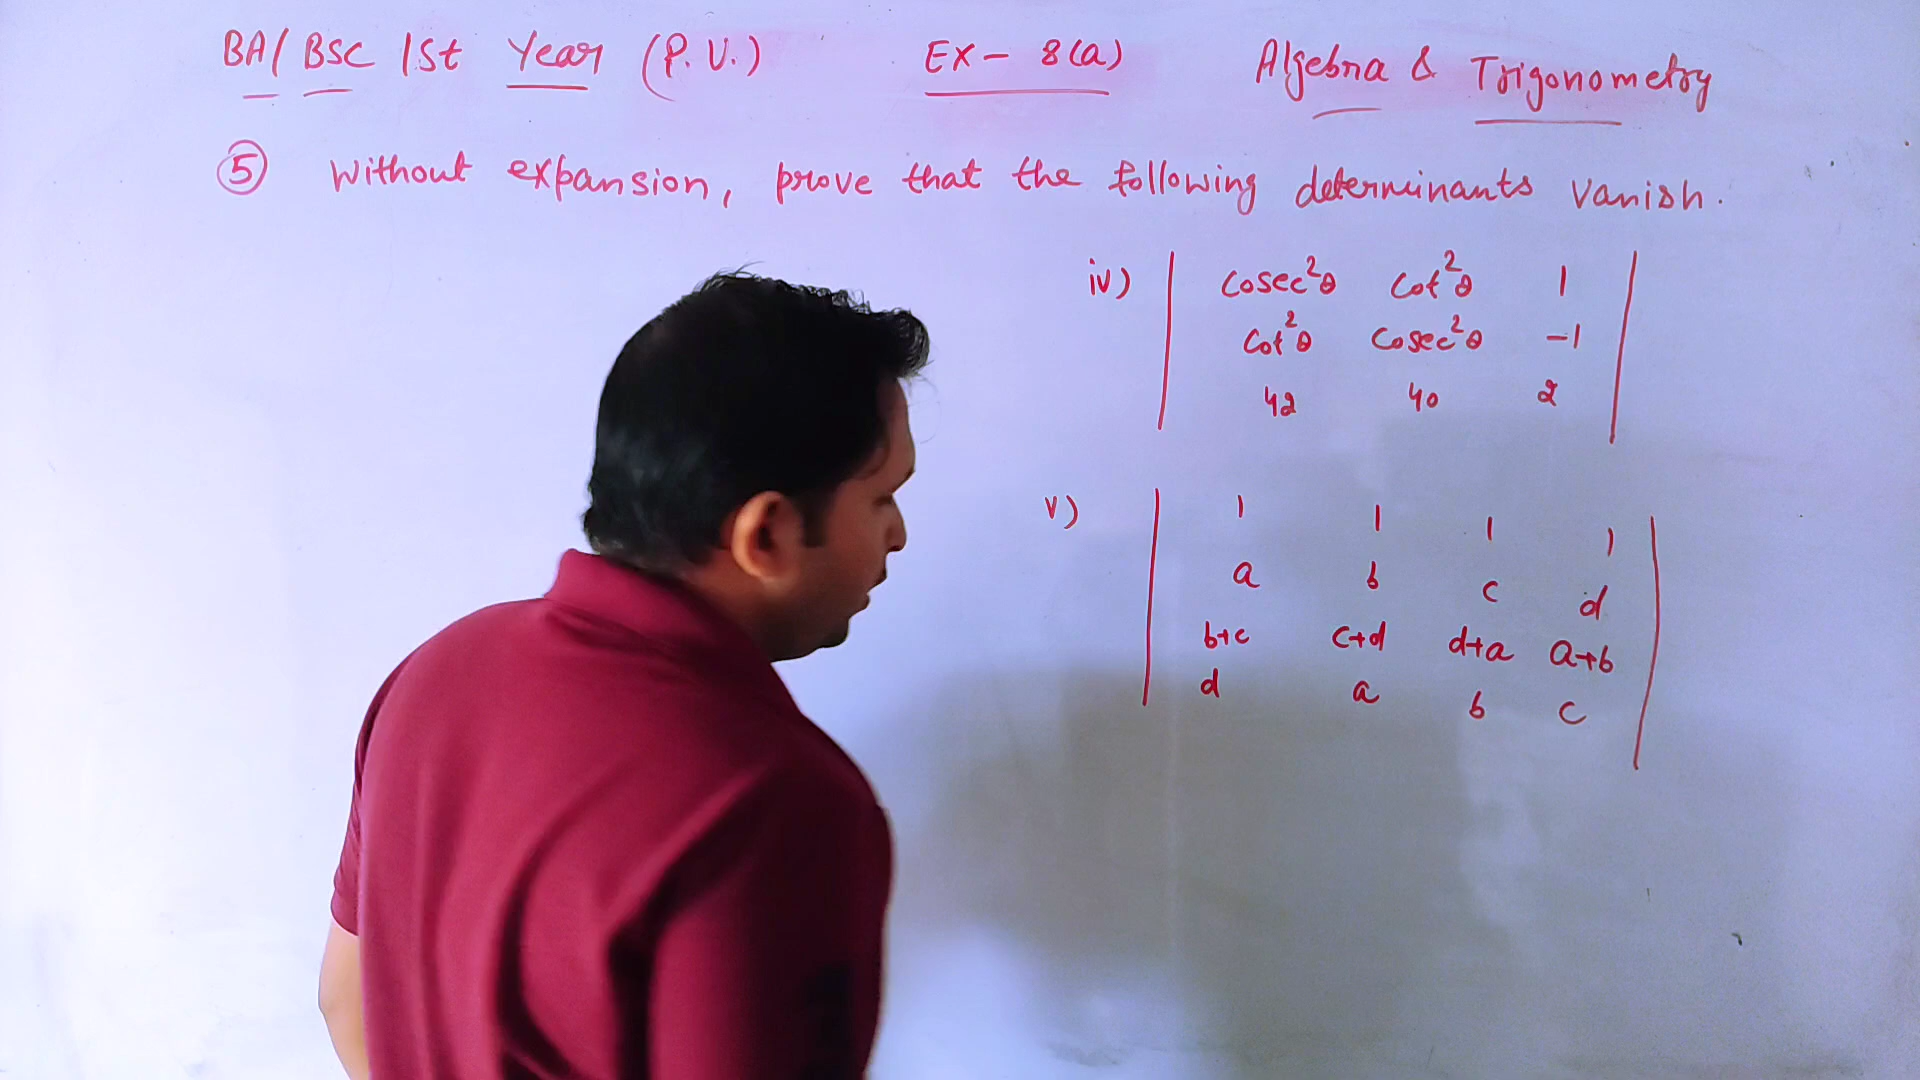 BA/ BSC 1st Year (P.U.) EX- 8(a) Algebra & Trigonometry
5 Without expansion, prove that the following determinants vanish.
iv) | cosec²θ cot²θ 1 |
cot²θ cosec²θ -1
42 40 2
v) | 1 1 1 1 |
a b c d
b+c c+d d+a a+b
d a b c